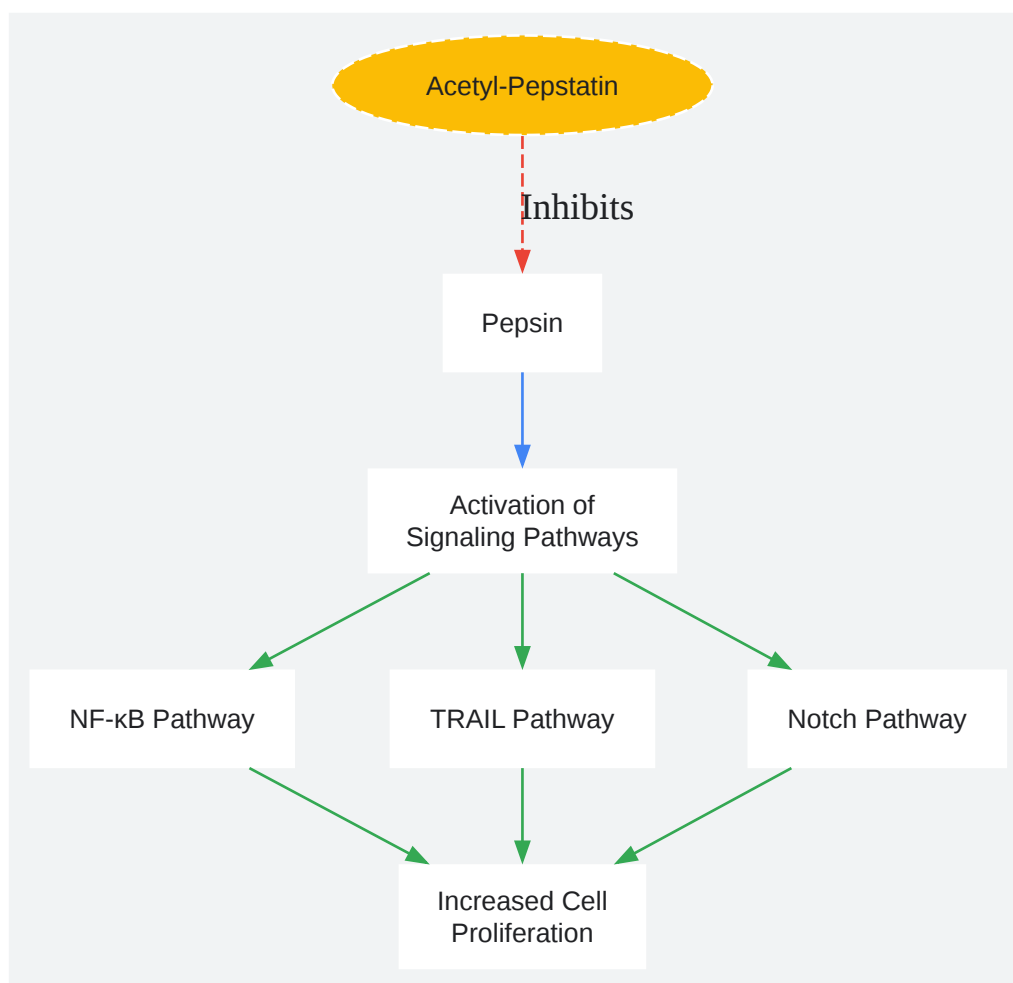 Acetyl-Pepstatin
Inhibits
Pepsin
Activation of
Signaling Pathways
NF-κB Pathway
TRAIL Pathway
Notch Pathway
Increased Cell
Proliferation